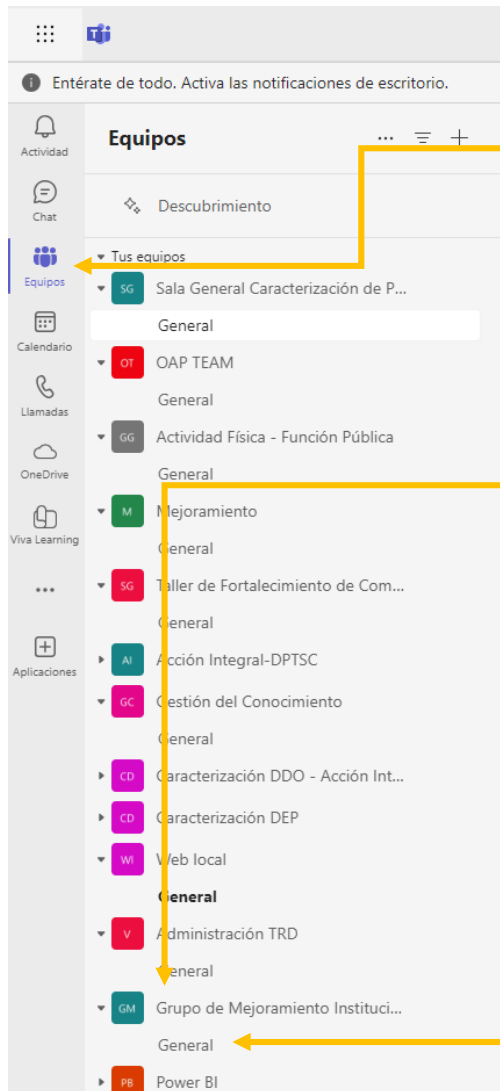 Entérate de todo. Activa las notificaciones de escritorio.
Actividad
Chat
Equipos
Calendario
Llamadas
OneDrive
Viva Learning
Aplicaciones
Equipos
Descubrimiento
Tus equipos
SG Sala General Caracterización de P...
General
OT OAP TEAM
General
GG Actividad Física - Función Pública
General
M Mejoramiento
General
SG Taller de Fortalecimiento de Com...
General
AI Acción Integral-DPTSC
GC Gestión del Conocimiento
General
CD Caracterización DDO - Acción Int...
CD Caracterización DEP
Wl Web local
General
V Administración TRD
General
GM Grupo de Mejoramiento Instituci...
General
PB Power BI